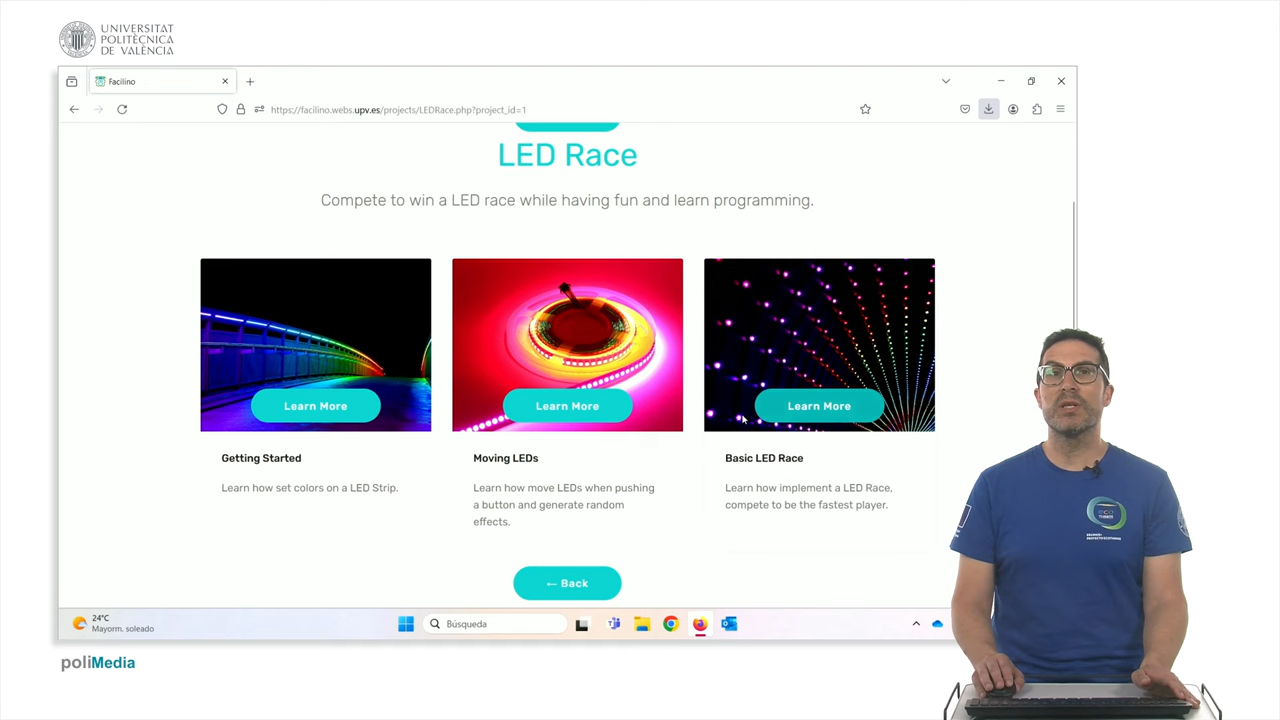 UNIVERSITAT
POLITÈCNICA
DE VALÈNCIA
Facilino
https://facilino.webs.upv.es/projects/LEDRace.php?project_id=1
LED Race
Compete to win a LED race while having fun and learn programming.
Learn More
Learn More
Learn More
Getting Started
Learn how set colors on a LED Strip.
Moving LEDs
Learn how move LEDs when pushing
a button and generate random
effects.
Basic LED Race
Learn how implement a LED Race,
compete to be the fastest player.
← Back
24°C
Mayorm. soleado
Búsqueda
poliMedia